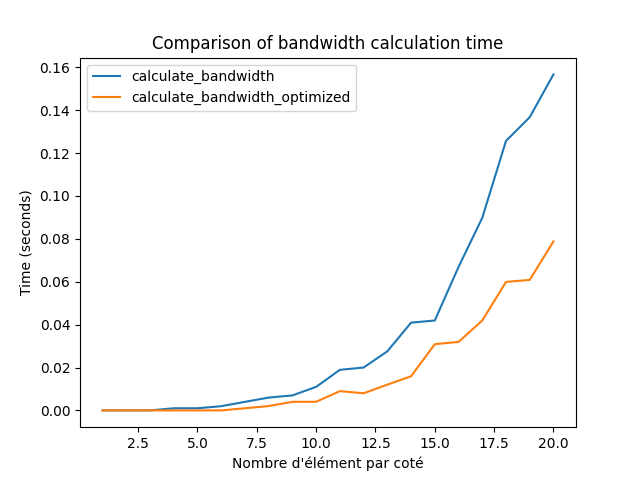 Comparison of bandwidth calculation time
calculate_bandwidth
calculate_bandwidth_optimized
Time (seconds)
0.16
0.14
0.12
0.10
0.08
0.06
0.04
0.02
0.00
2.5 5.0 7.5 10.0 12.5 15.0 17.5 20.0
Nombre d'élément par coté